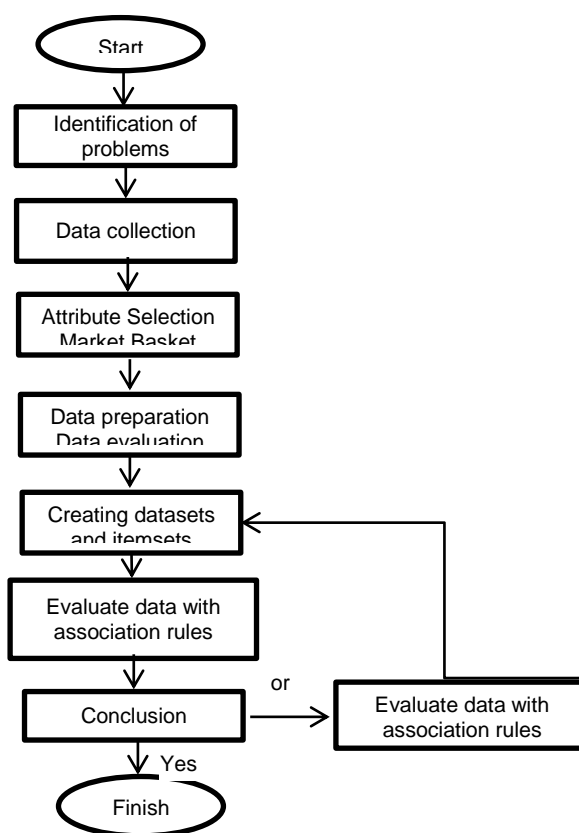 Start
Identification of
problems
Data collection
Attribute Selection
Market Basket
Data preparation
Data evaluation
Creating datasets
and itemsets
Evaluate data with
association rules
or
Conclusion
Evaluate data with
association rules
Yes
Finish